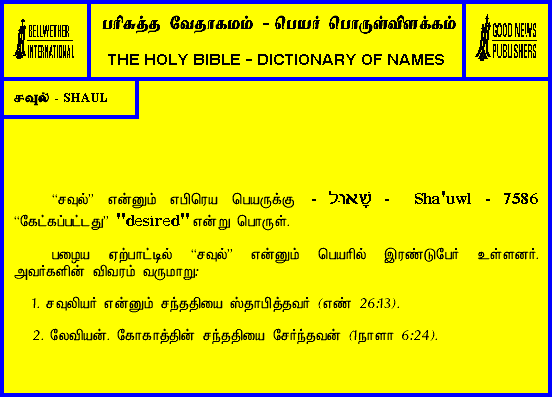 BELLWETHER
INTERNATIONAL
பரிசுத்த வேதாகமம் - பெயர் பொருள்விளக்கம்
THE HOLY BIBLE - DICTIONARY OF NAMES
GOOD NEWS
PUBLISHERS
சவுல் - SHAUL
“சவுல்” என்னும் எபிரெய பெயருக்கு - שָׁאוּל - Sha'uwl - 7586
“கேட்கப்பட்டது” "desired" என்று பொருள்.
பழைய ஏற்பாட்டில் “சவுல்” என்னும் பெயரில் இரண்டுபேர் உள்ளனர்.
அவர்களின் விவரம் வருமாறு:
1. சவுலியர் என்னும் சந்ததியை ஸ்தாபித்தவர் (எண் 26:13).
2. லேவியன். கோகாத்தின் சந்ததியை சேர்ந்தவன் (1நாளா 6:24).